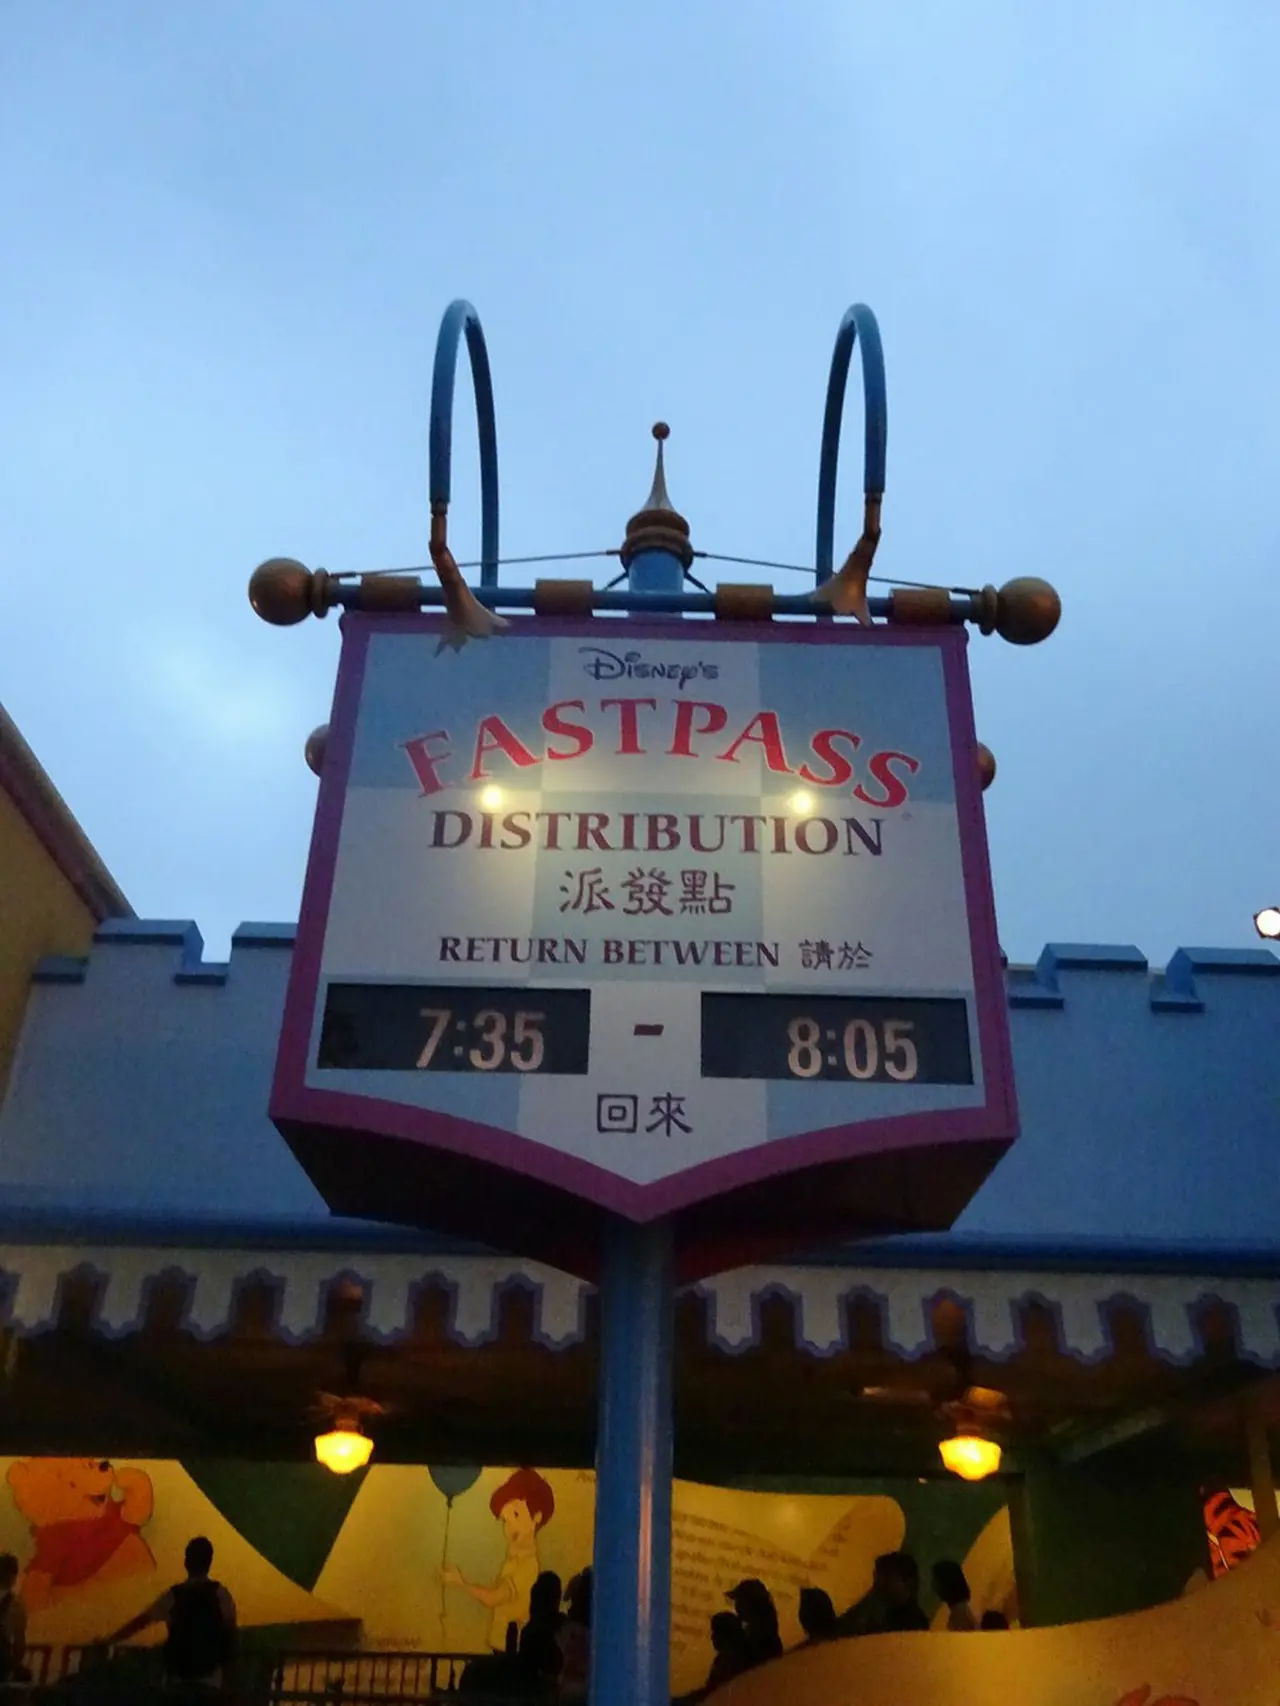 Disney's
FASTPASS
DISTRIBUTION
派發點
RETURN BETWEEN 請於
7:35 - 8:05
回來